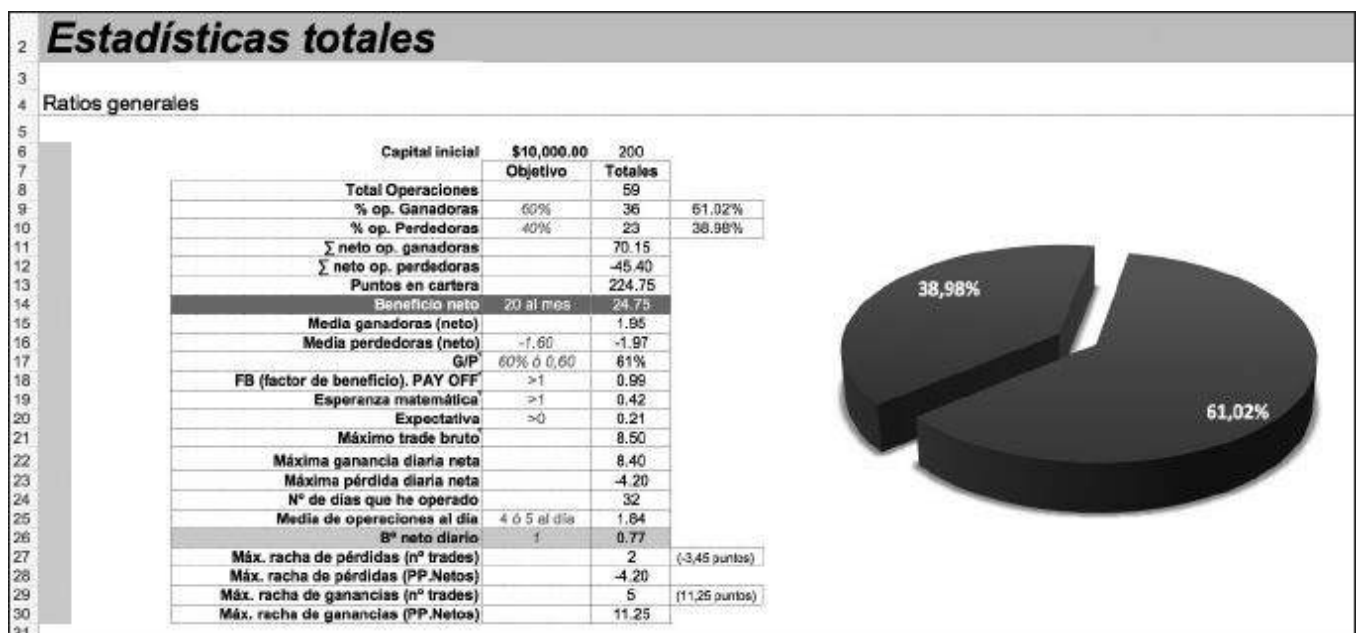 2 Estadísticas totales
3
4 Ratios generales
5
6 Capital inicial $10,000.00 200
7 Objetivo Totales
8 Total Operaciones 59
9 % op. Ganadoras 60% 36 61.02%
10 % op. Perdedoras 40% 23 38.98%
11 ∑ neto op. ganadoras 70.15
12 ∑ neto op. perdedoras -45.40
13 Puntos en cartera 224.75
14 Beneficio neto 20 al mes 24.75
15 Media ganadoras (neto) 1.95
16 Media perdedoras (neto) -1.60 -1.97
17 G/P 60% ó 0,60 61%
18 FB (factor de beneficio). PAY OFF >1 0.99
19 Esperanza matemática >1 0.42
20 Expectativa >0 0.21
21 Máximo trade bruto 8.50
22 Máxima ganancia diaria neta 8.40
23 Máxima pérdida diaria neta -4.20
24 Nº de días que he operado 32
25 Media de operaciones al día 4 ó 5 al día 1.84
26 Bº neto diario 1 0.77
27 Máx. racha de pérdidas (nº trades) 2 (-3,45 puntos)
28 Máx. racha de pérdidas (PP.Netos) -4.20
29 Máx. racha de ganancias (nº trades) 5 (11,25 puntos)
30 Máx. racha de ganancias (PP.Netos) 11.25
31
38,98%
61,02%